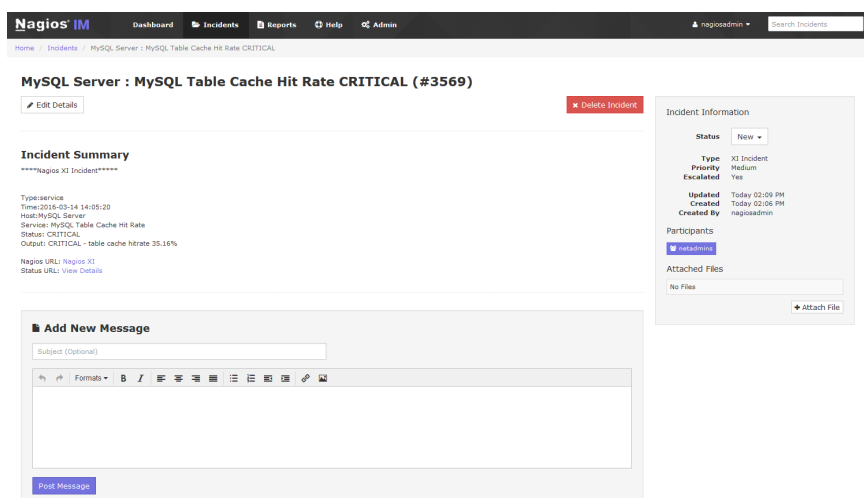 Nagios® IM
Dashboard
Incidents
Reports
Help
Admin
nagiosadmin
Search Incidents
Home / Incidents / MySQL Server : MySQL Table Cache Hit Rate CRITICAL
MySQL Server : MySQL Table Cache Hit Rate CRITICAL (#3569)
Edit Details
Delete Incident
Incident Summary
****Nagios XI Incident*****
Type:service
Time:2016-03-14 14:05:20
Host:MySQL Server
Service: MySQL Table Cache Hit Rate
Status: CRITICAL
Output: CRITICAL - table cache hitrate 35.16%
Nagios URL: Nagios XI
Status URL: View Details
Add New Message
Subject (Optional)
Formats
B
I
Post Message
Incident Information
Status New
Type XI Incident
Priority Medium
Escalated Yes
Updated Today 02:09 PM
Created Today 02:06 PM
Created By nagiosadmin
Participants
netadmins
Attached Files
No Files
Attach File